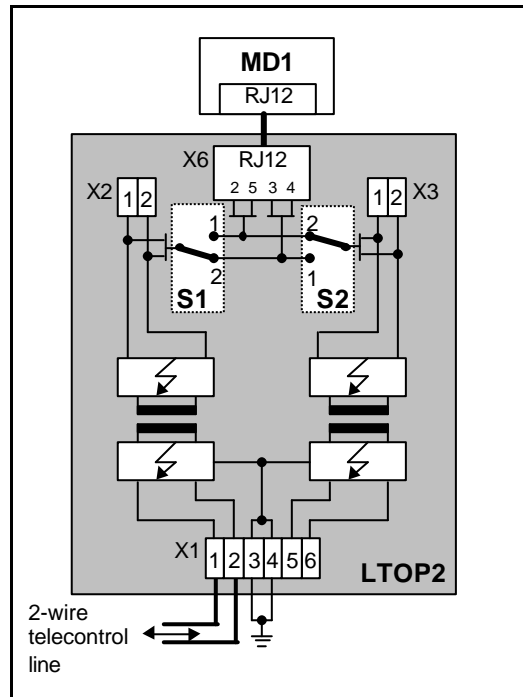 MD1
RJ12
X6 RJ12
2 5 3 4
X2 1 2
1 2 X3
1 2
2 1
S1 S2
X1 1 2 3 4 5 6
LTOP2
2-wire
telecontrol
line